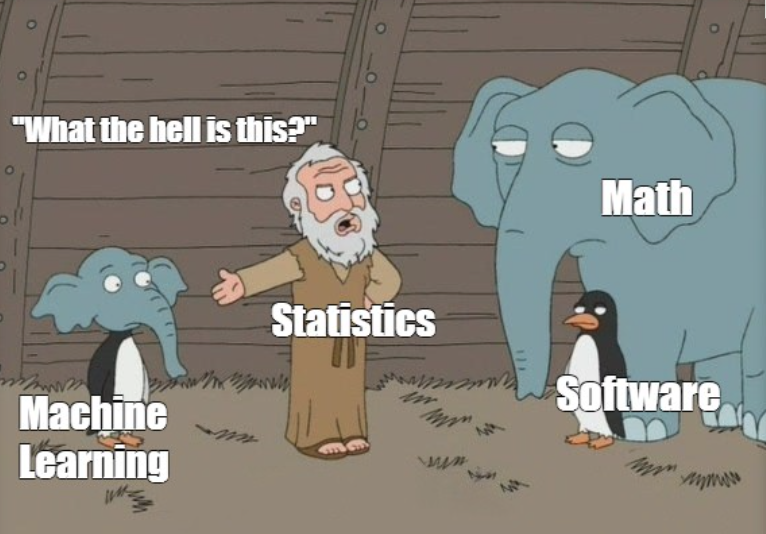 "What the hell is this?"
Math
Statistics
Software
Machine
Learning